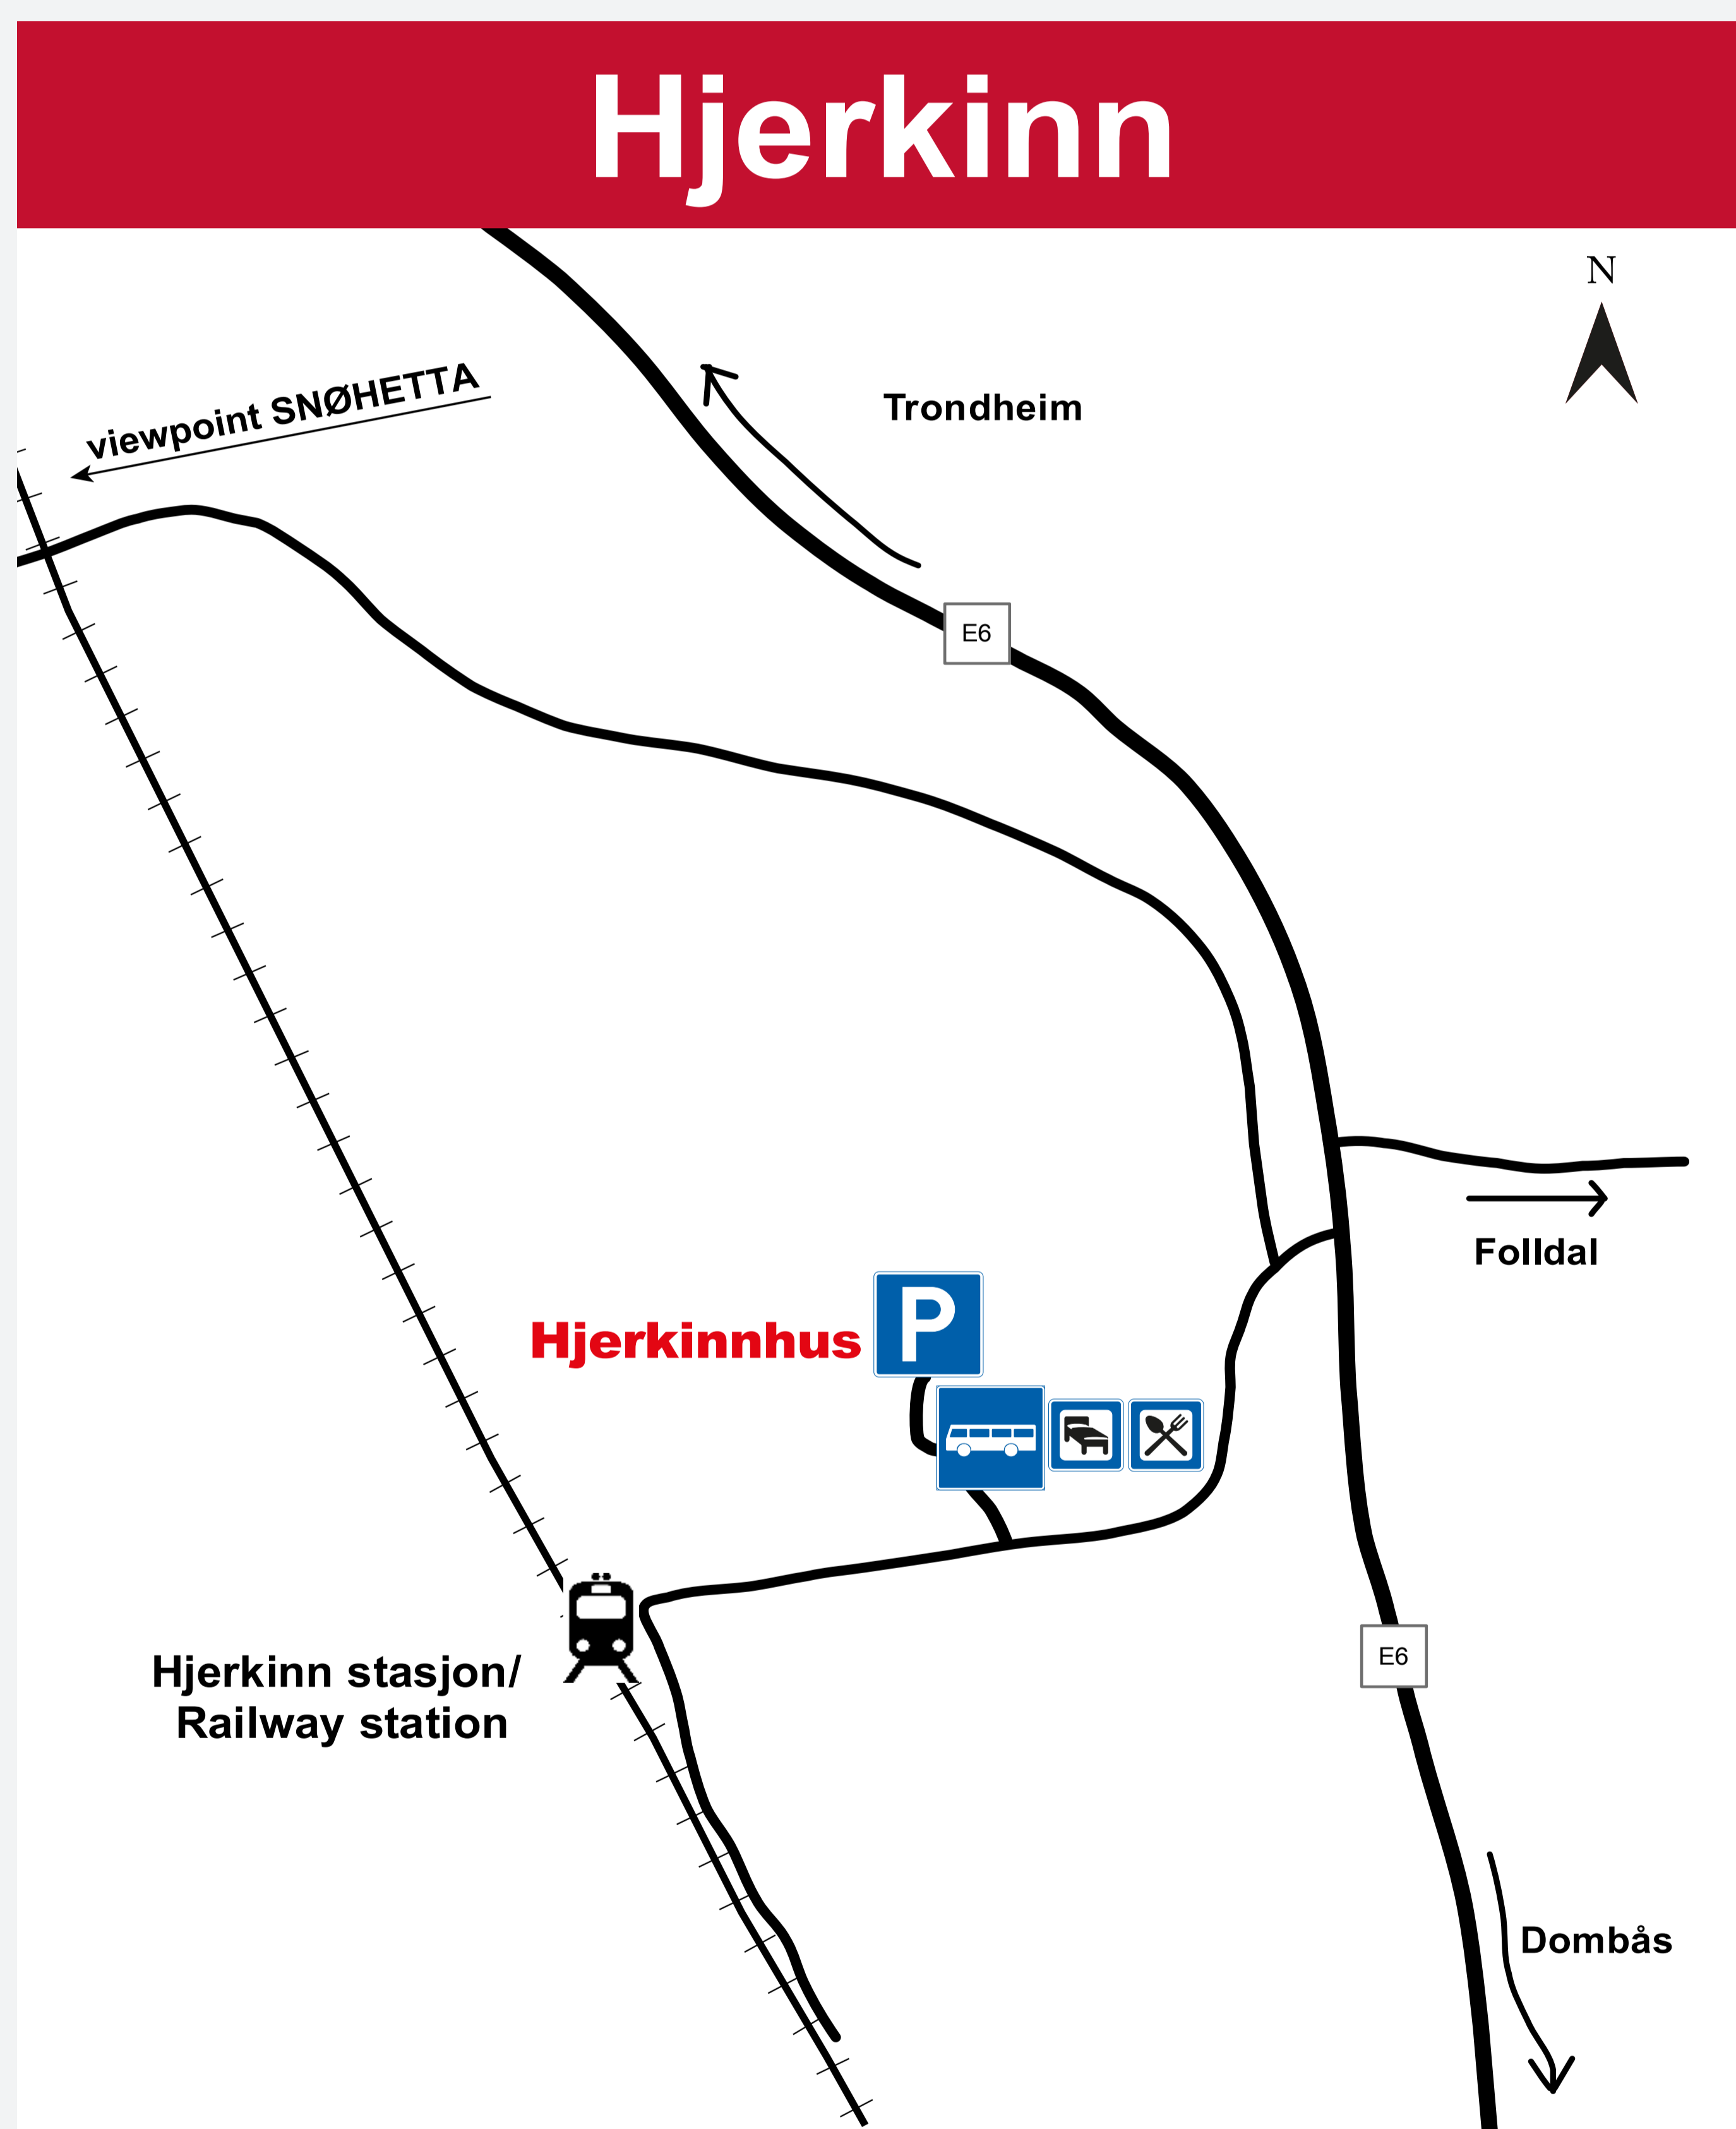 Hjerkinn
N
viewpoint SNØHETTA
Trondheim
E6
Folldal
P
Hjerkinnhus
E6
Hjerkinn stasjon/
Railway station
Dombås